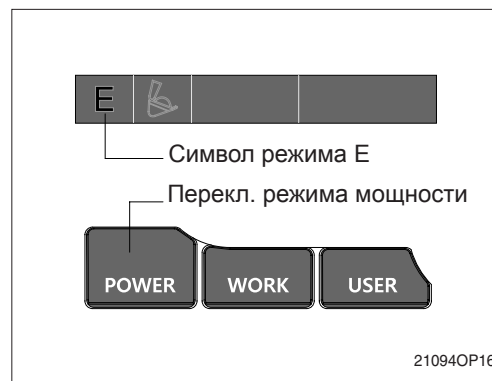 E
Символ режима E
Перекл. режима мощности
POWER WORK USER
21094OP16